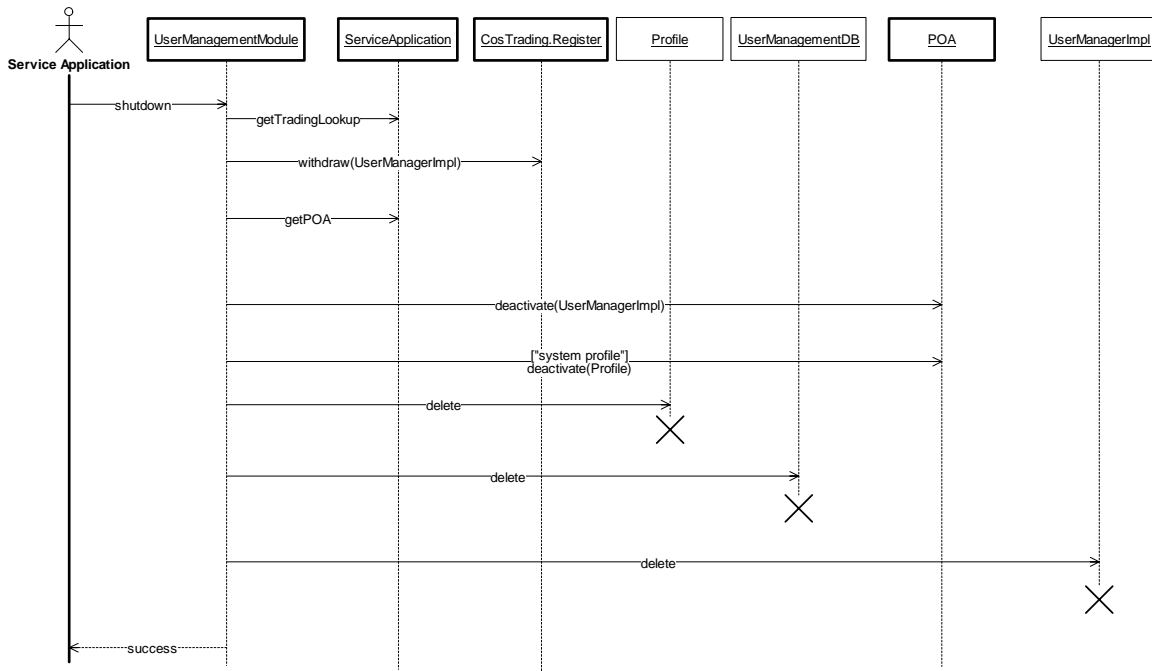 Service Application
UserManagementModule
ServiceApplication
CosTrading.Register
Profile
UserManagementDB
POA
UserManagerImpl
shutdown
getTradingLookup
withdraw(UserManagerImpl)
getPOA
deactivate(UserManagerImpl)
["system profile"]
deactivate(Profile)
delete
delete
delete
success